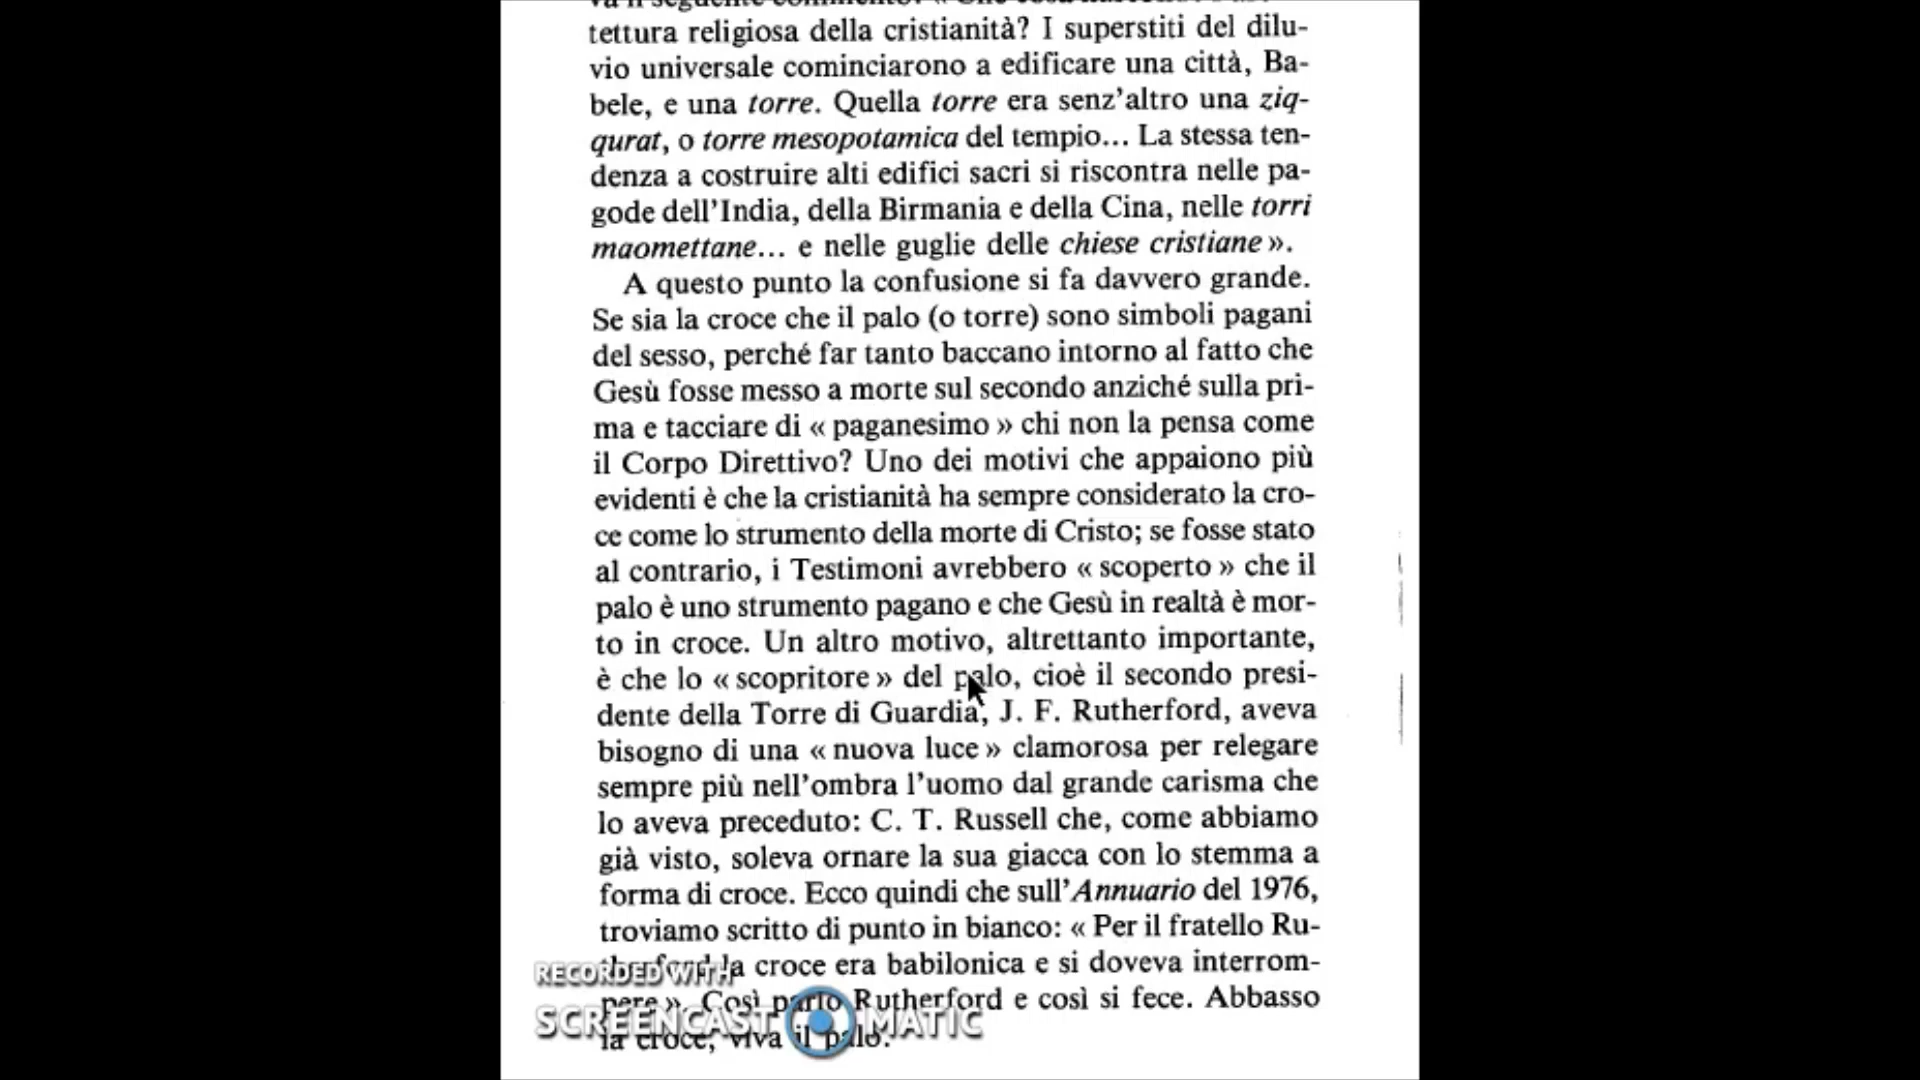 tettura religiosa della cristianità? I superstiti del dilu-
vio universale cominciarono a edificare una città, Ba-
bele, e una torre. Quella torre era senz'altro una ziq-
qurat, o torre mesopotamica del tempio... La stessa ten-
denza a costruire alti edifici sacri si riscontra nelle pa-
gode dell'India, della Birmania e della Cina, nelle torri
maomettane... e nelle guglie delle chiese cristiane ».
A questo punto la confusione si fa davvero grande.
Se sia la croce che il palo (o torre) sono simboli pagani
del sesso, perché far tanto baccano intorno al fatto che
Gesù fosse messo a morte sul secondo anziché sulla pri-
ma e tacciare di « paganesimo » chi non la pensa come
il Corpo Direttivo? Uno dei motivi che appaiono più
evidenti è che la cristianità ha sempre considerato la cro-
ce come lo strumento della morte di Cristo; se fosse stato
al contrario, i Testimoni avrebbero « scoperto » che il
palo è uno strumento pagano e che Gesù in realtà è mor-
to in croce. Un altro motivo, altrettanto importante,
è che lo « scopritore » del palo, cioè il secondo presi-
dente della Torre di Guardia, J. F. Rutherford, aveva
bisogno di una « nuova luce » clamorosa per relegare
sempre più nell'ombra l'uomo dal grande carisma che
lo aveva preceduto: C. T. Russell che, come abbiamo
già visto, soleva ornare la sua giacca con lo stemma a
forma di croce. Ecco quindi che sull'Annuario del 1976,
troviamo scritto di punto in bianco: « Per il fratello Ru-
therford la croce era babilonica e si doveva interrom-
pere ». Così parlò Rutherford e così si fece. Abbasso
la croce, viva il palo.
RECORDED WITH
SCREENCAST MATIC